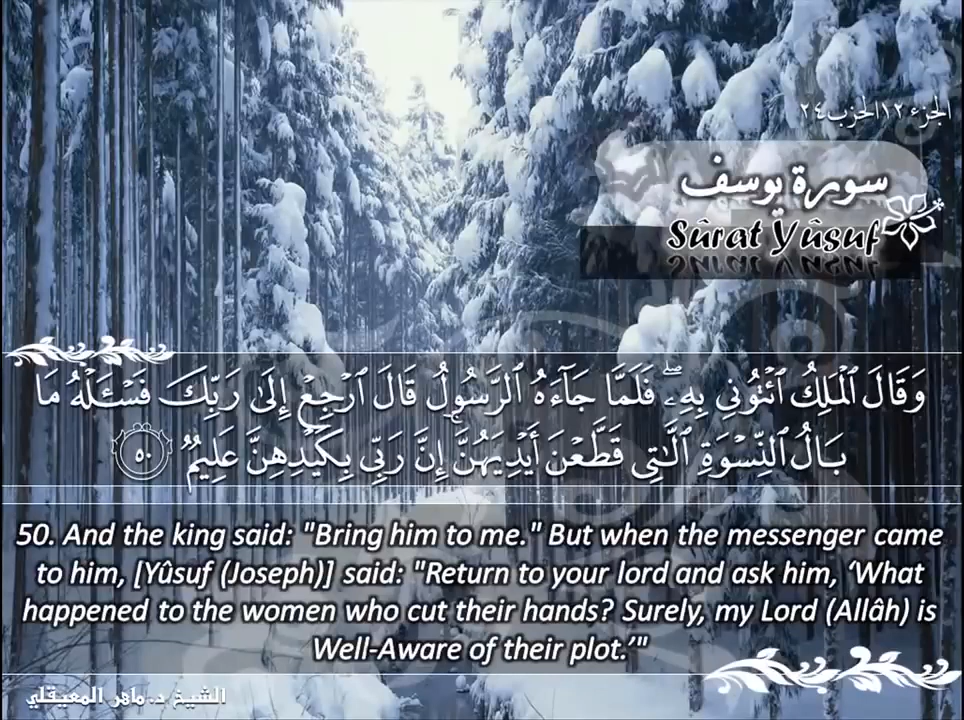 الجزء ١٢ الحزب ٢٤
سورة يوسف
Sûrat Yûsuf
وَقَالَ ٱلْمَلِكُ ٱئْتُونِى بِهِۦ ۖ فَلَمَّا جَآءَهُ ٱلرَّسُولُ قَالَ ٱرْجِعْ إِلَىٰ رَبِّكَ فَسْـَٔلْهُ مَا
بَالُ ٱلنِّسْوَةِ ٱلَّـٰتِى قَطَّعْنَ أَيْدِيَهُنَّ ۚ إِنَّ رَبِّى بِكَيْدِهِنَّ عَلِيمٌ ٥٠
50. And the king said: "Bring him to me." But when the messenger came
to him, [Yûsuf (Joseph)] said: "Return to your lord and ask him, ‘What
happened to the women who cut their hands? Surely, my Lord (Allâh) is
Well-Aware of their plot.’"
الشيخ د. ماهر المعيقلي